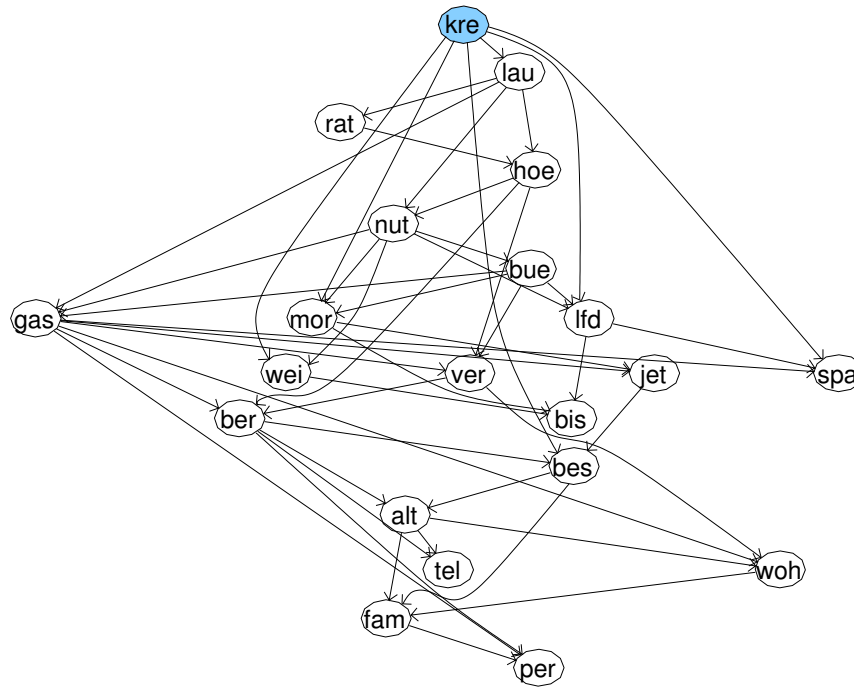 kre
lau
rat
hoe
nut
bue
gas
mor
lfd
wei
ver
jet
spa
ber
bis
bes
alt
tel
woh
fam
per